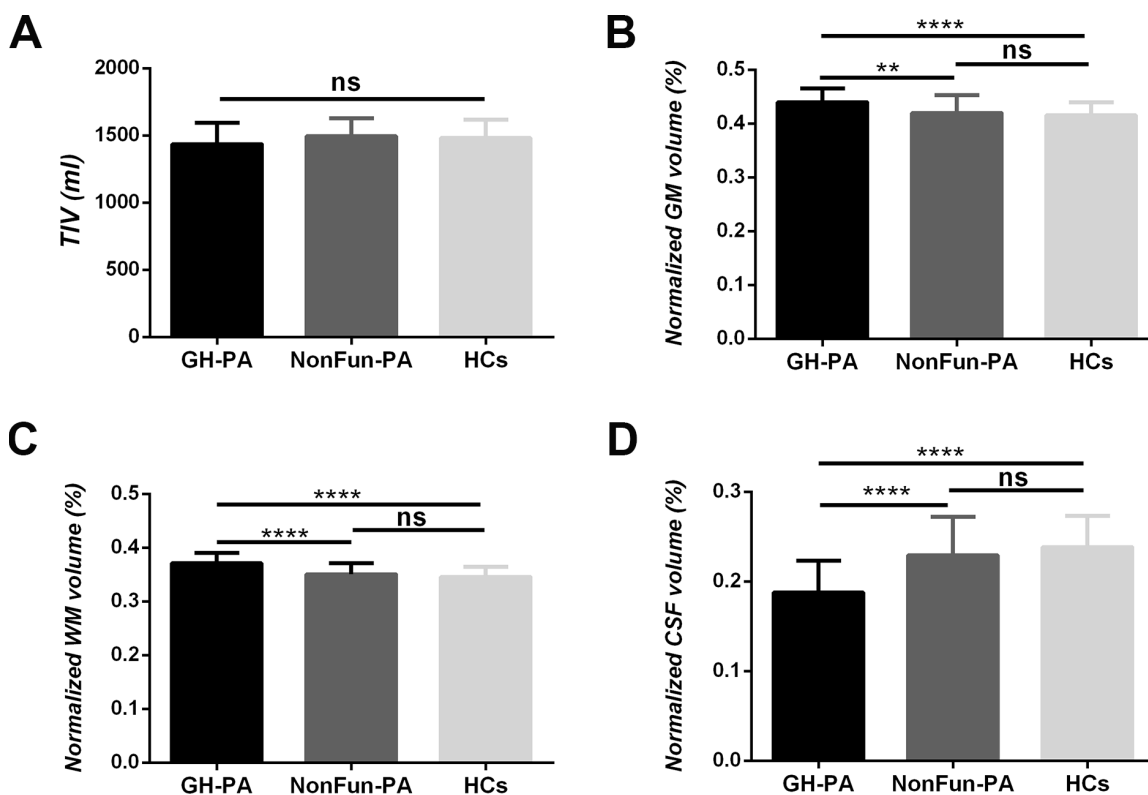 A
TIV (ml)
2000
1500
1000
500
0
ns
GH-PA NonFun-PA HCs
B
Normalized GM volume (%)
0.5
0.4
0.3
0.2
0.1
0.0
****
**
ns
GH-PA NonFun-PA HCs
C
Normalized WM volume (%)
0.5
0.4
0.3
0.2
0.1
0.0
****
****
ns
GH-PA NonFun-PA HCs
D
Normalized CSF volume (%)
0.3
0.2
0.1
0.0
****
****
ns
GH-PA NonFun-PA HCs